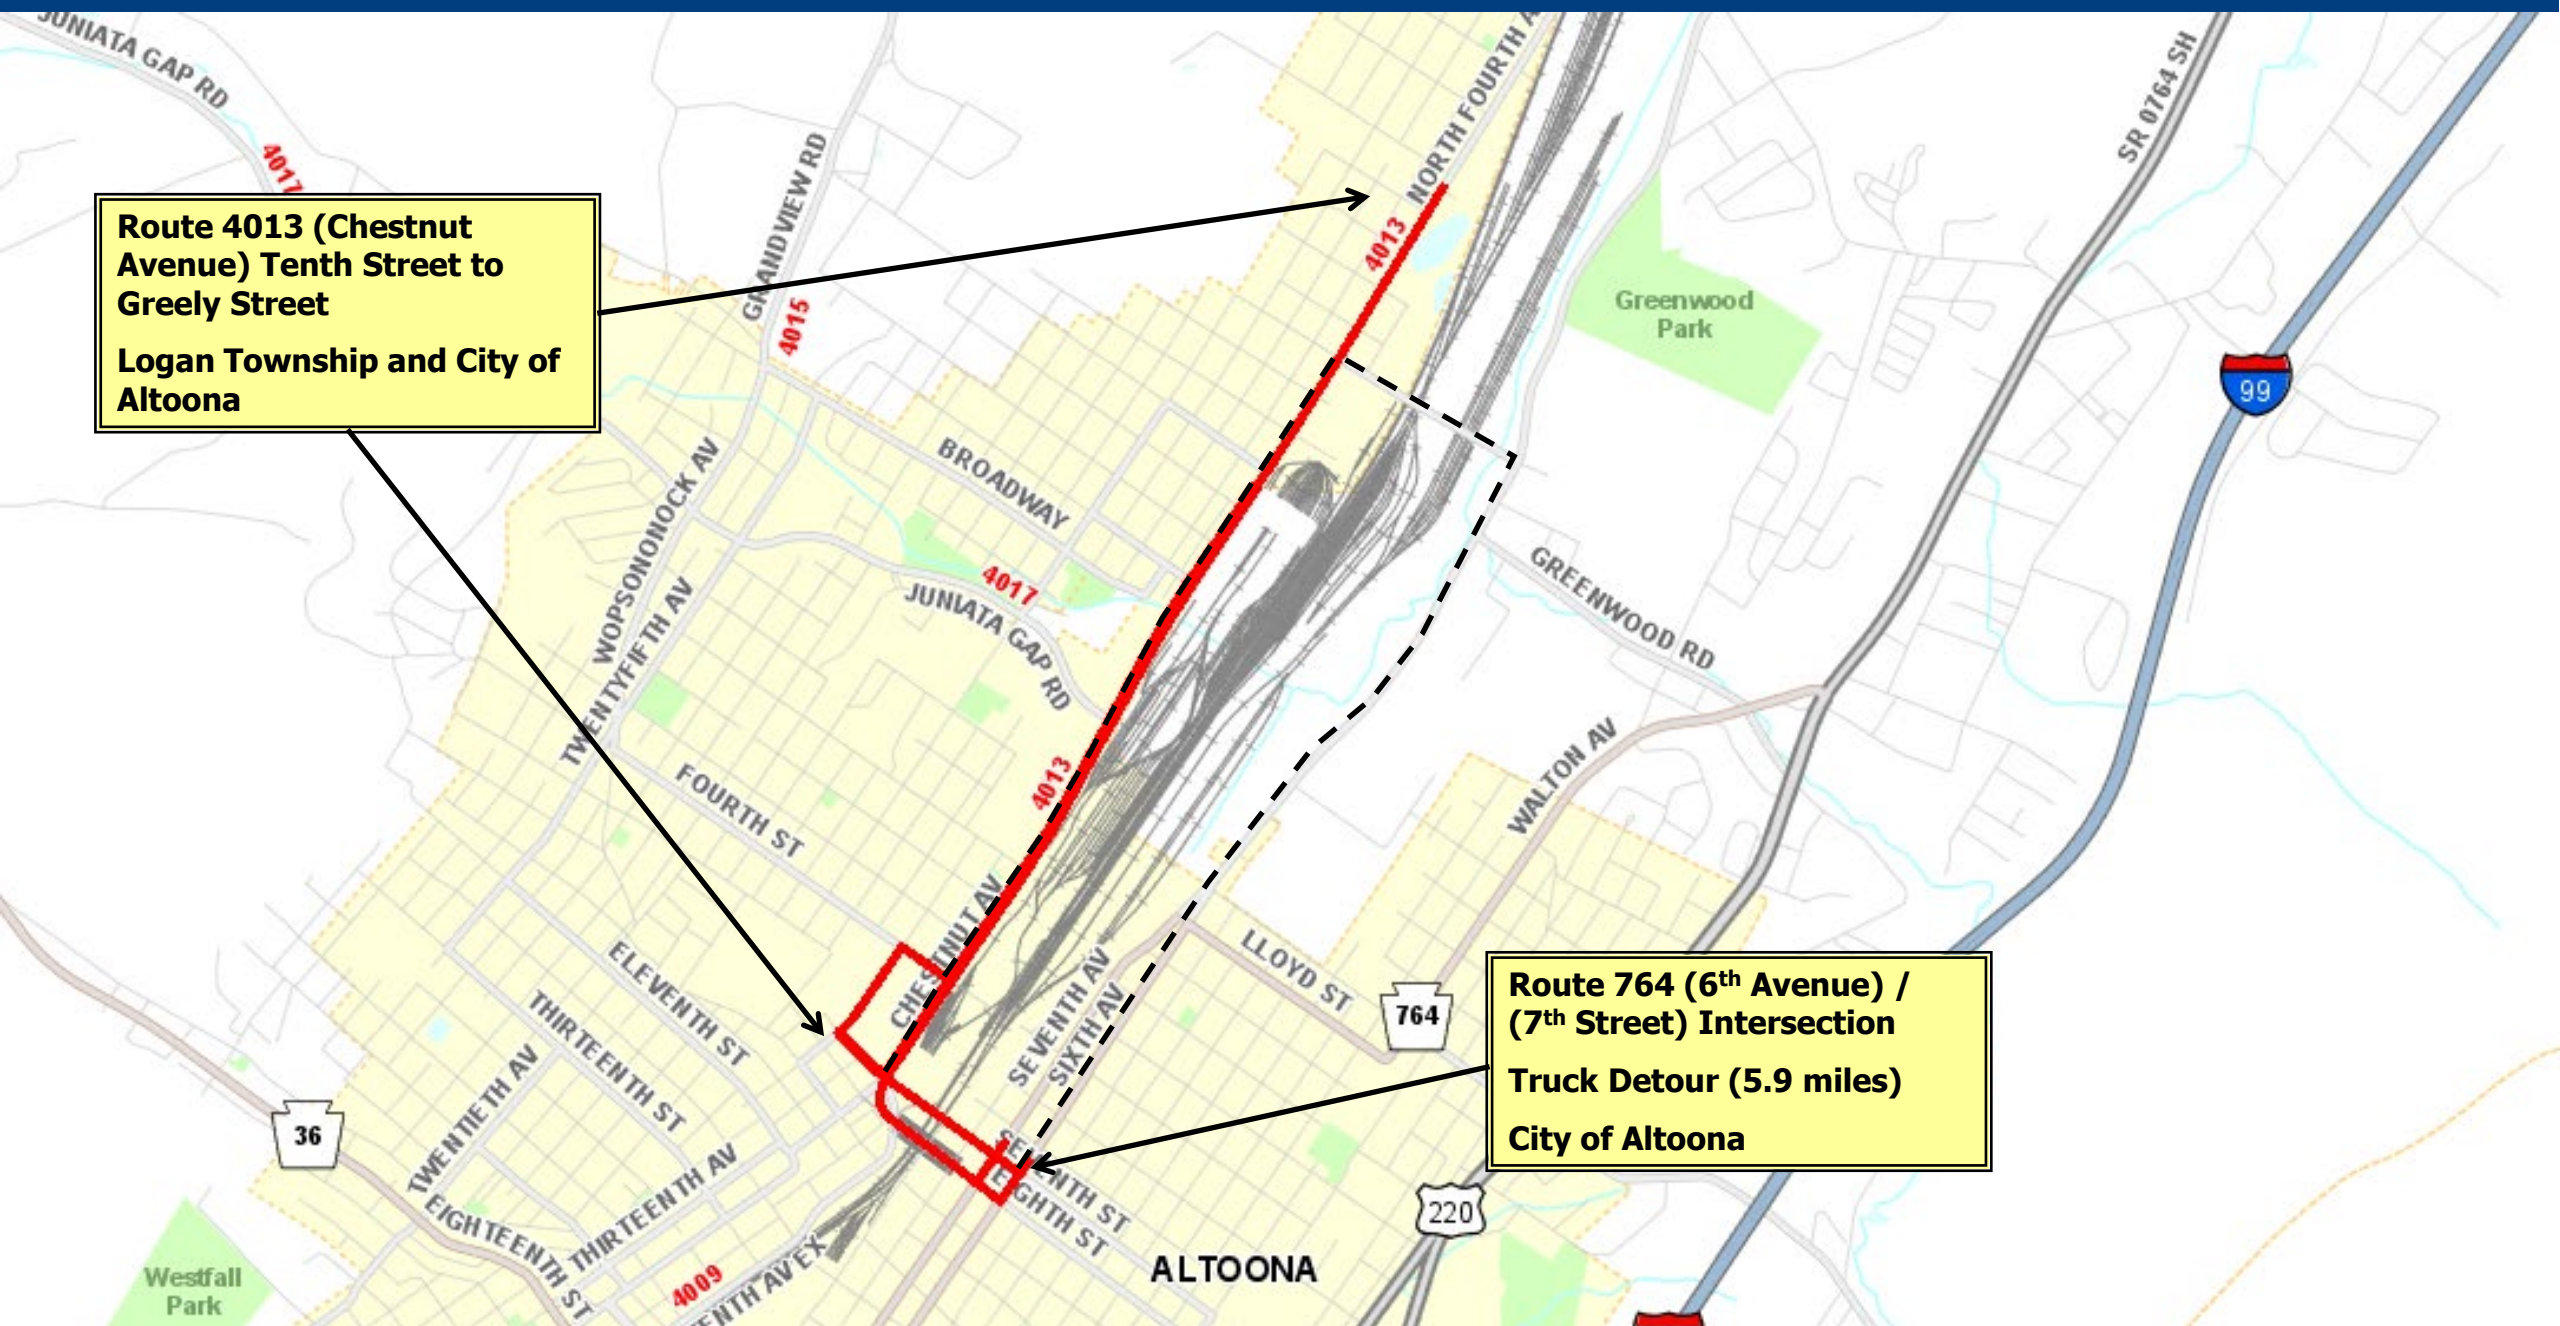 JUNIATA GAP RD
4017
GRANDVIEW RD
4015
NORTH FOURTH A
4013
SR 0764 SH
Route 4013 (Chestnut
Avenue) Tenth Street to
Greely Street
Logan Township and City of
Altoona
Greenwood
Park
99
BROADWAY
WOPSONONOCK AV
TWENTYFIFTH AV
4017
JUNIATA GAP RD
GREENWOOD RD
4013
FOURTH ST
WALTON AV
CHESTNUT AV
ELEVENTH ST
THIRTEENTH ST
LLOYD ST
SEVENTH AV
SIXTH AV
764
Route 764 (6th Avenue) /
(7th Street) Intersection
Truck Detour (5.9 miles)
City of Altoona
36
TWENTIETH AV
THIRTEENTH AV
EIGHTEENTH ST
SEVENTH ST
EIGHTH ST
220
ALTOONA
Westfall
Park
4009
ENTH AV EX